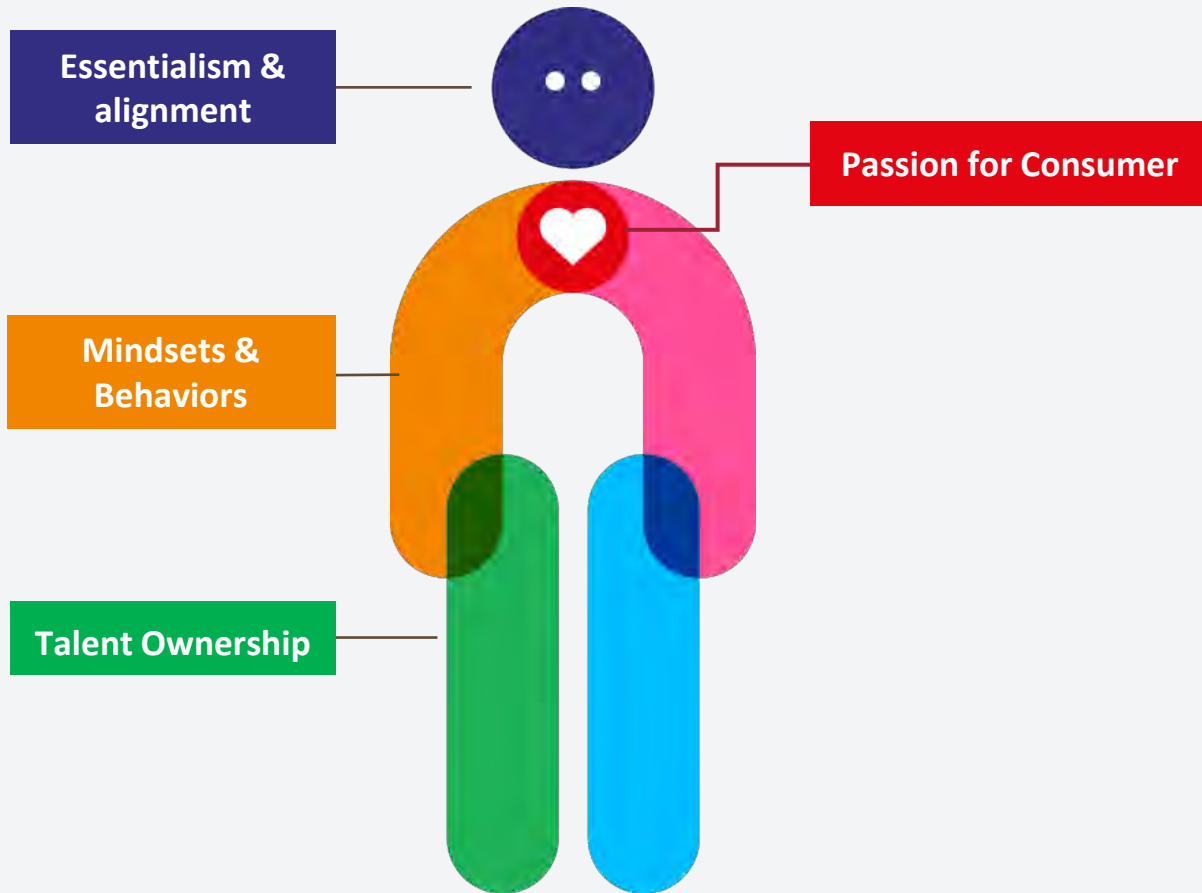 Essentialism &
alignment
Passion for Consumer
Mindsets &
Behaviors
Talent Ownership